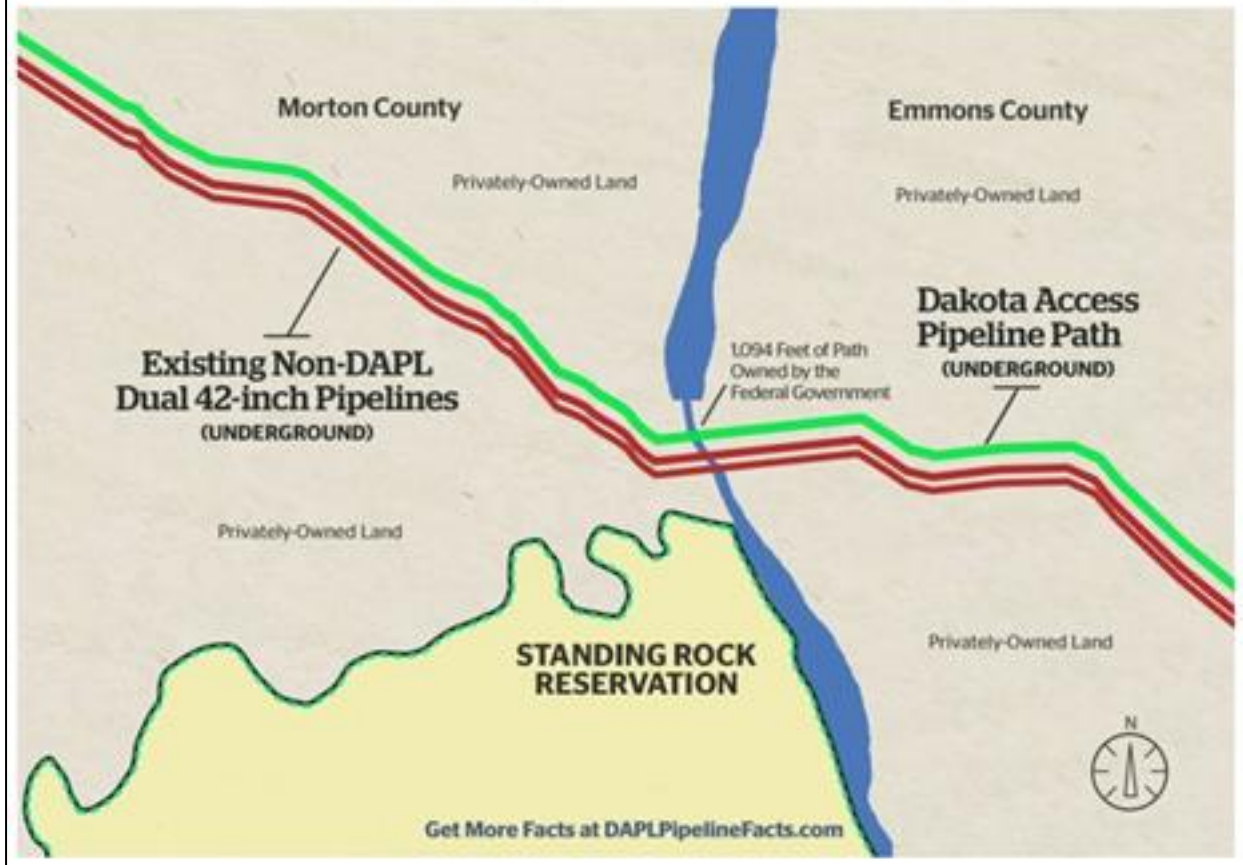 Morton County
Emmons County
Privately-Owned Land
Privately-Owned Land
Dakota Access
Pipeline Path
(UNDERGROUND)
1,094 Feet of Path
Owned by the
Federal Government
Existing Non-DAPL
Dual 42-inch Pipelines
(UNDERGROUND)
Privately-Owned Land
Privately-Owned Land
STANDING ROCK
RESERVATION
N
Get More Facts at DAPLPipelineFacts.com